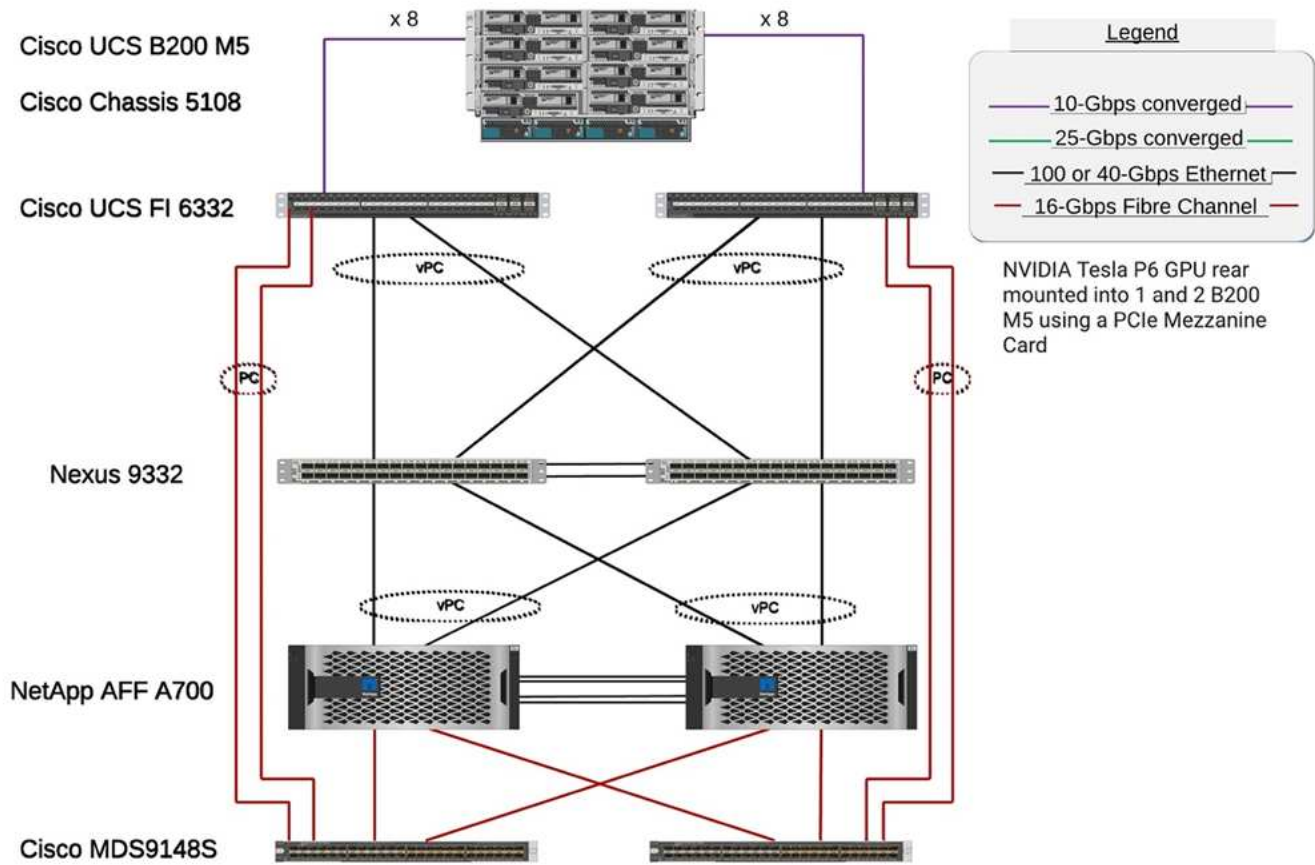 x 8
x 8
Cisco UCS B200 M5
Cisco Chassis 5108
Cisco UCS FI 6332
vPC
vPC
PC
PC
Nexus 9332
vPC
vPC
NetApp AFF A700
Cisco MDS9148S
Legend
10-Gbps converged
25-Gbps converged
100 or 40-Gbps Ethernet
16-Gbps Fibre Channel
NVIDIA Tesla P6 GPU rear
mounted into 1 and 2 B200
M5 using a PCIe Mezzanine
Card